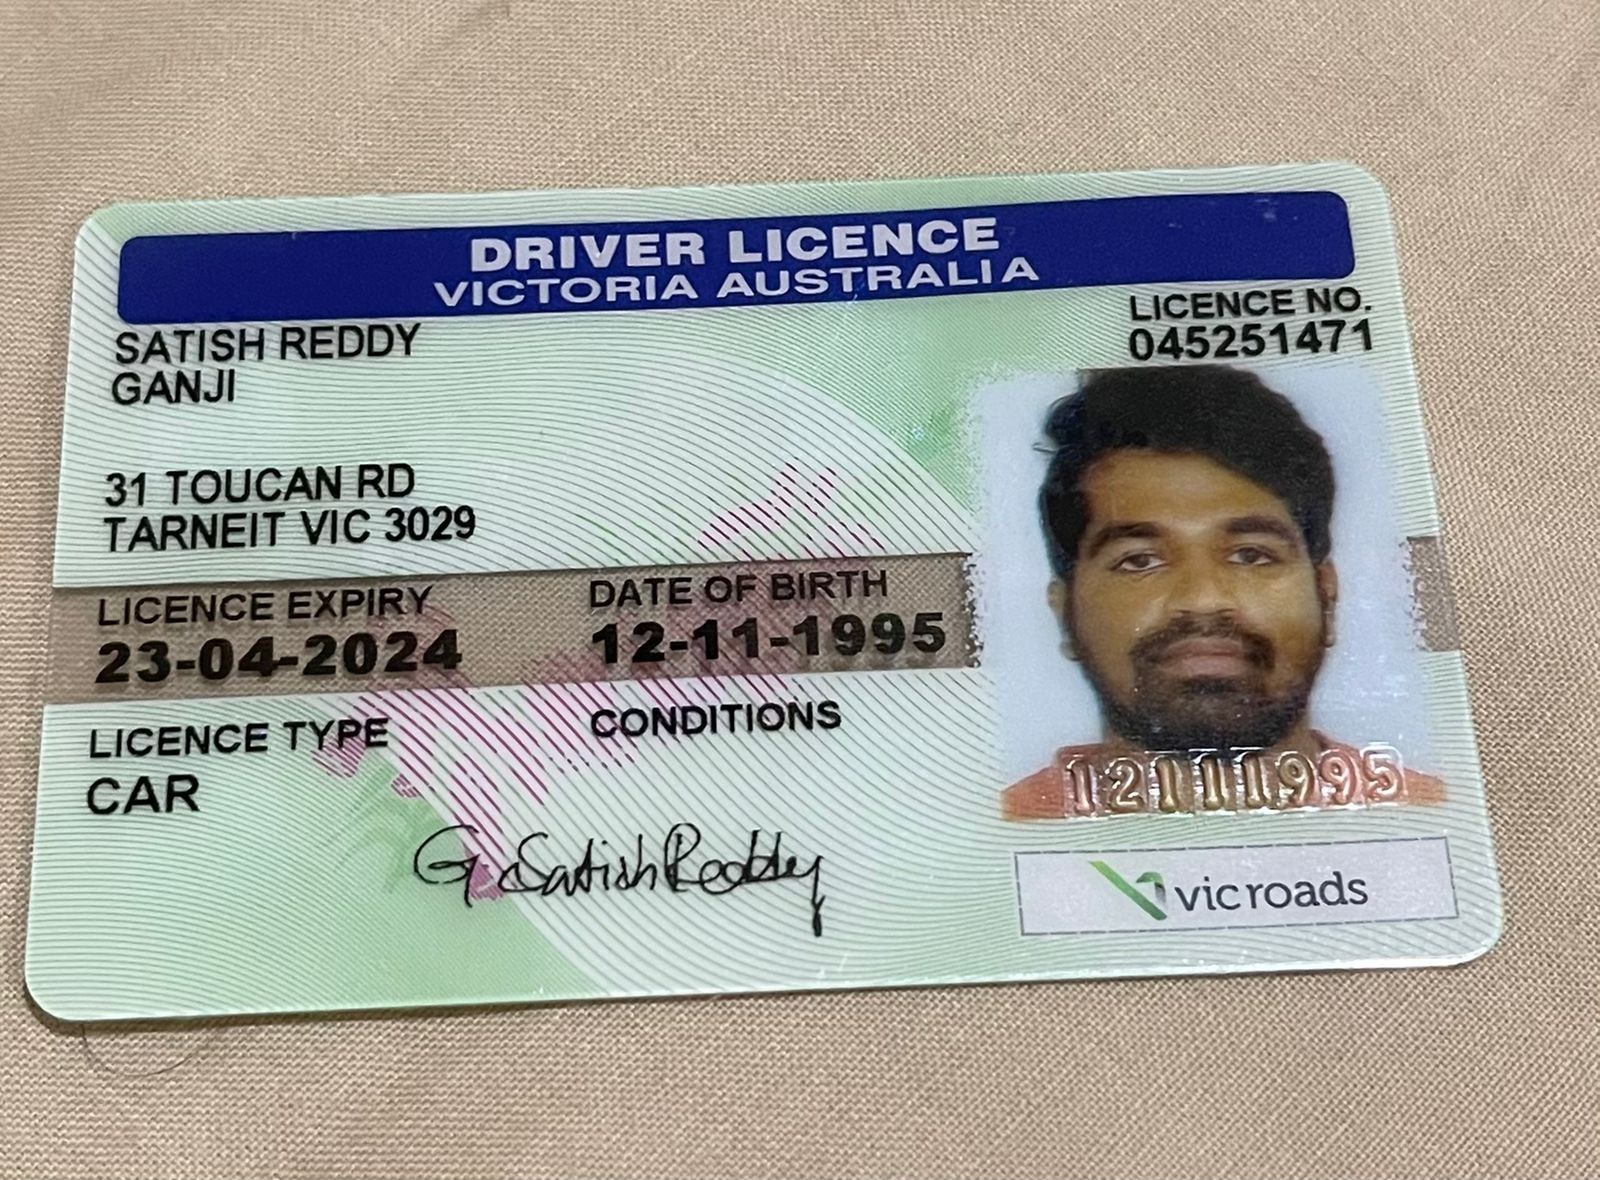 DRIVER LICENCE
VICTORIA AUSTRALIA
SATISH REDDY
GANJI
LICENCE NO.
045251471
31 TOUCAN RD
TARNEIT VIC 3029
LICENCE EXPIRY
23-04-2024
DATE OF BIRTH
12-11-1995
LICENCE TYPE
CAR
CONDITIONS
12111995
G. Satish Reddy
vicroads